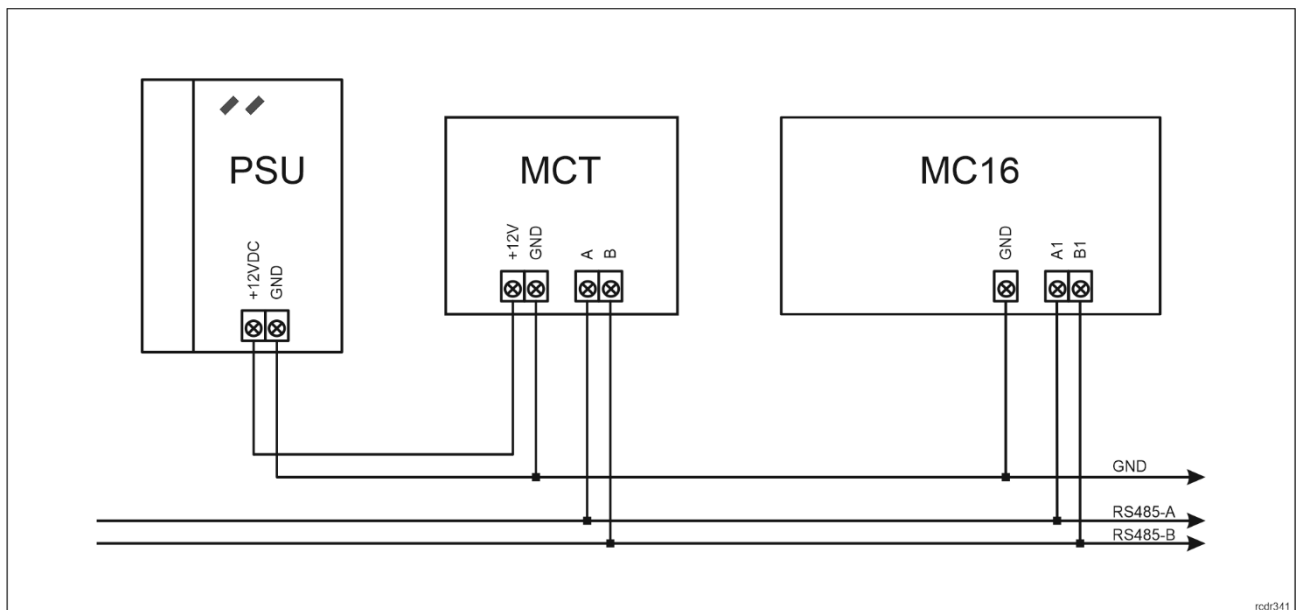 PSU
+12VDC
GND
MCT
+12V
GND
A
B
MC16
GND
A1
B1
GND
RS485-A
RS485-B
rcdr341